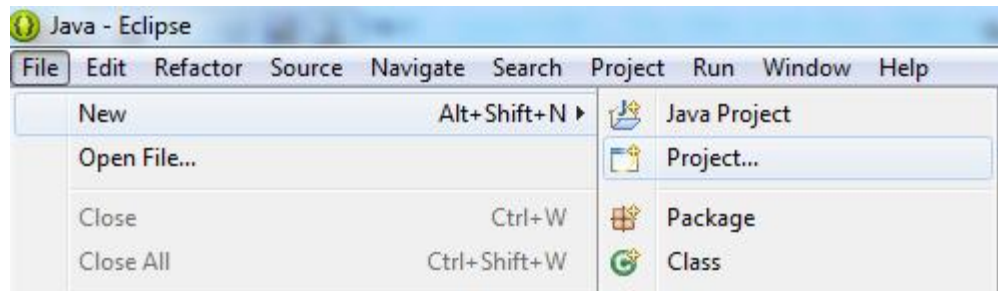 Java - Eclipse
File Edit Refactor Source Navigate Search Project Run Window Help
New Alt+Shift+N Java Project
Open File... Project...
Close Ctrl+W Package
Close All Ctrl+Shift+W Class